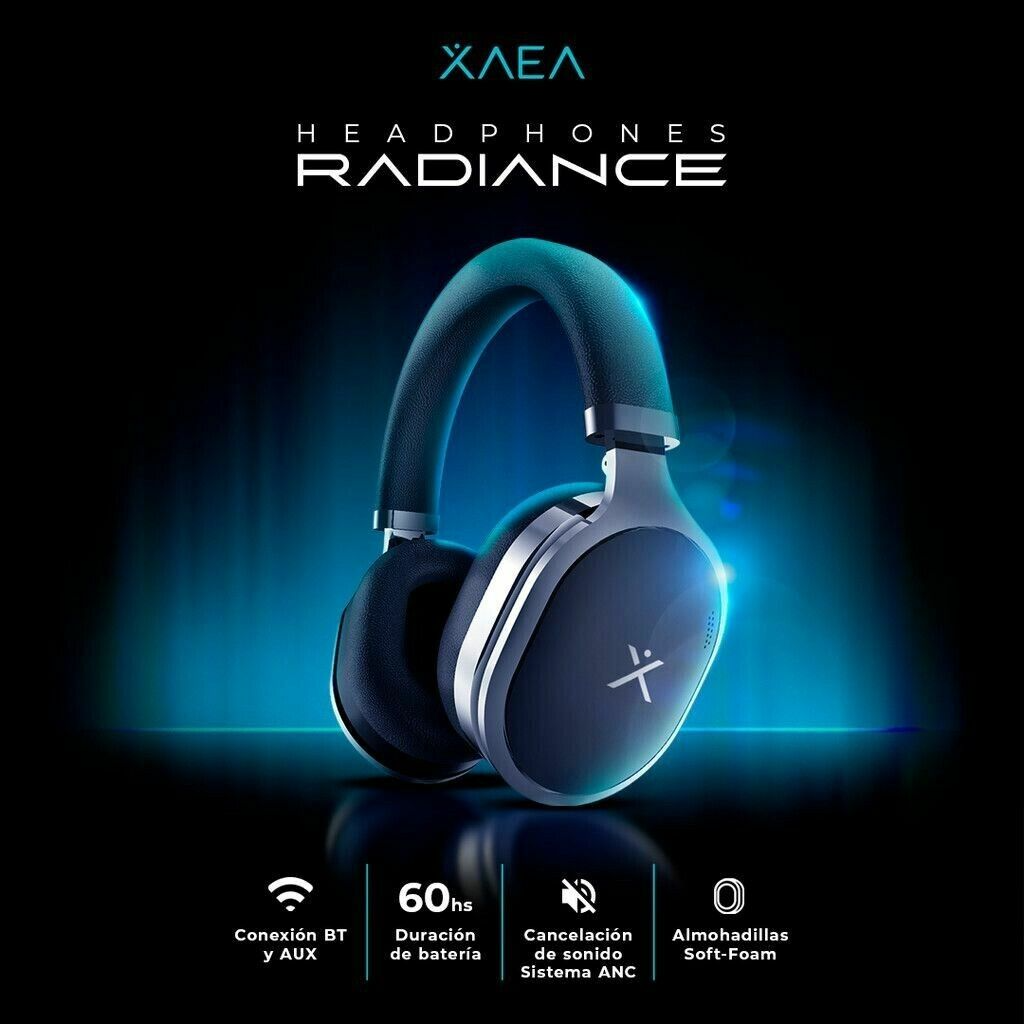 XAEA
HEADPHONES
RADIANCE
60hs
Conexión BT
y AUX
Duración
de batería
Cancelación
de sonido
Sistema ANC
Almohadillas
Soft-Foam